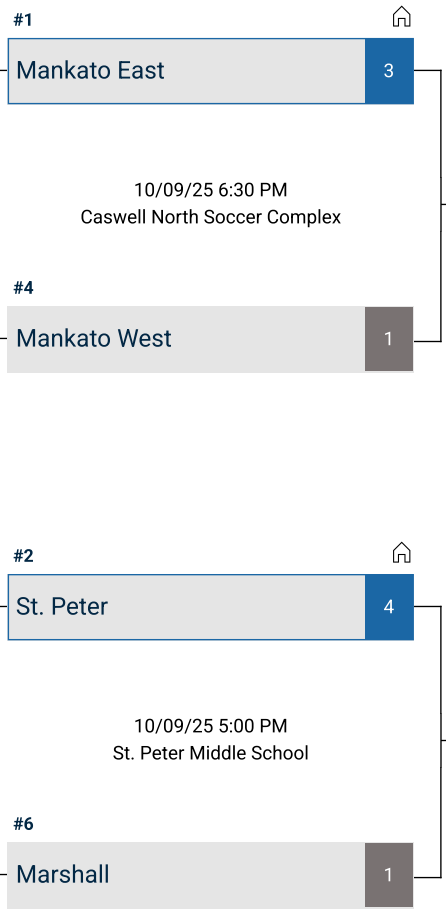 #1
Mankato East
3
10/09/25 6:30 PM
Caswell North Soccer Complex
#4
Mankato West
1
#2
St. Peter
4
10/09/25 5:00 PM
St. Peter Middle School
#6
Marshall
1